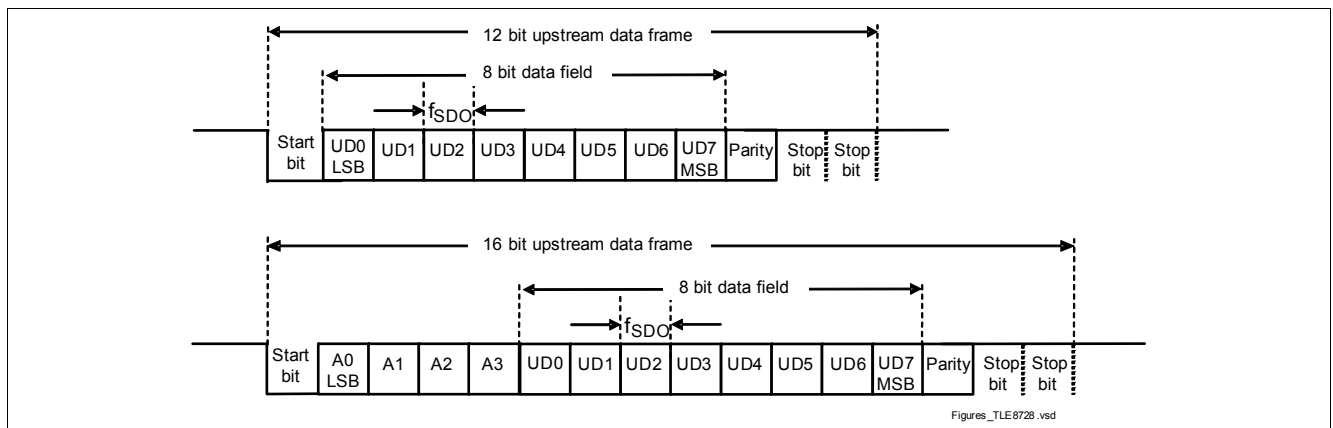 12 bit upstream data frame
8 bit data field
fSDO
Start bit
UD0 LSB
UD1
UD2
UD3
UD4
UD5
UD6
UD7 MSB
Parity
Stop bit
Stop bit
16 bit upstream data frame
8 bit data field
fSDO
Start bit
A0 LSB
A1
A2
A3
UD0
UD1
UD2
UD3
UD4
UD5
UD6
UD7 MSB
Parity
Stop bit
Stop bit
Figures_TLE8728.vsd